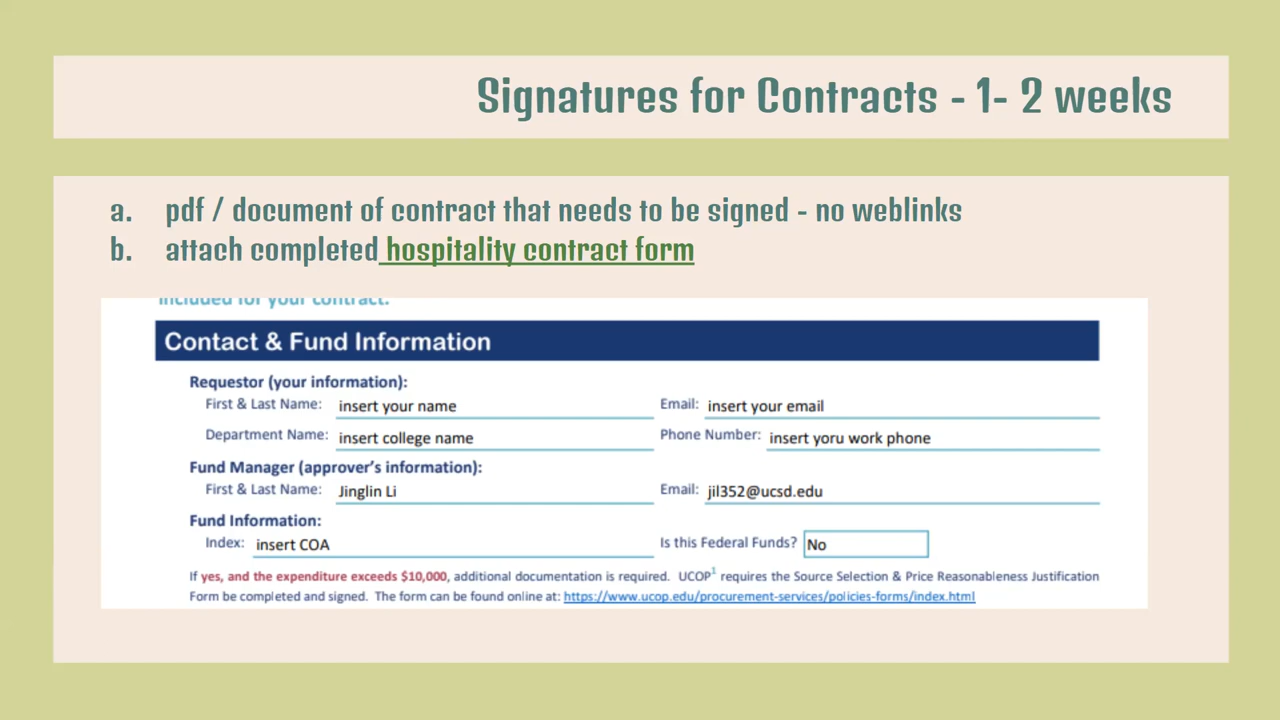 Signatures for Contracts - 1- 2 weeks
a. pdf / document of contract that needs to be signed - no weblinks
b. attach completed hospitality contract form
included for your contract.
Contact & Fund Information
Requestor (your information):
First & Last Name: insert your name Email: insert your email
Department Name: insert college name Phone Number: insert yoru work phone
Fund Manager (approver's information):
First & Last Name: Jinglin Li Email: jil352@ucsd.edu
Fund Information:
Index: insert COA Is this Federal Funds? No
If yes, and the expenditure exceeds $10,000, additional documentation is required. UCOP1 requires the Source Selection & Price Reasonableness Justification
Form be completed and signed. The form can be found online at: https://www.ucop.edu/procurement-services/policies-forms/index.html